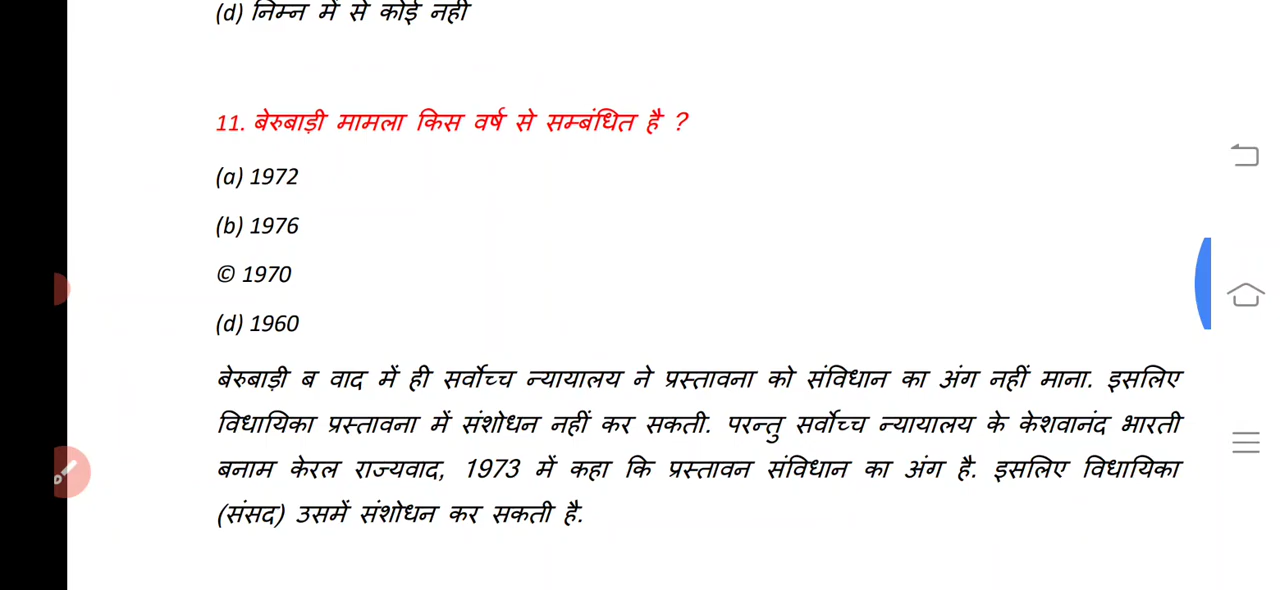 (d) निम्न में से कोई नही
11. बेरुबाड़ी मामला किस वर्ष से सम्बंधित है ?
(a) 1972
(b) 1976
© 1970
(d) 1960
बेरुबाड़ी ब वाद में ही सर्वोच्च न्यायालय ने प्रस्तावना को संविधान का अंग नहीं माना. इसलिए
विधायिका प्रस्तावना में संशोधन नहीं कर सकती. परन्तु सर्वोच्च न्यायालय के केशवानंद भारती
बनाम केरल राज्यवाद, 1973 में कहा कि प्रस्तावन संविधान का अंग है. इसलिए विधायिका
(संसद) उसमें संशोधन कर सकती है.